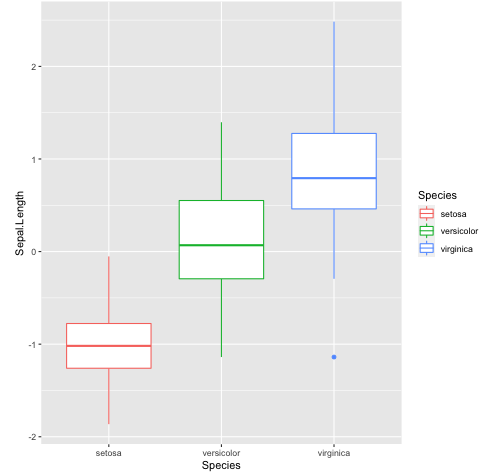 Sepal.Length
2
1
0
-1
-2
setosa versicolor virginica
Species
Species
setosa
versicolor
virginica